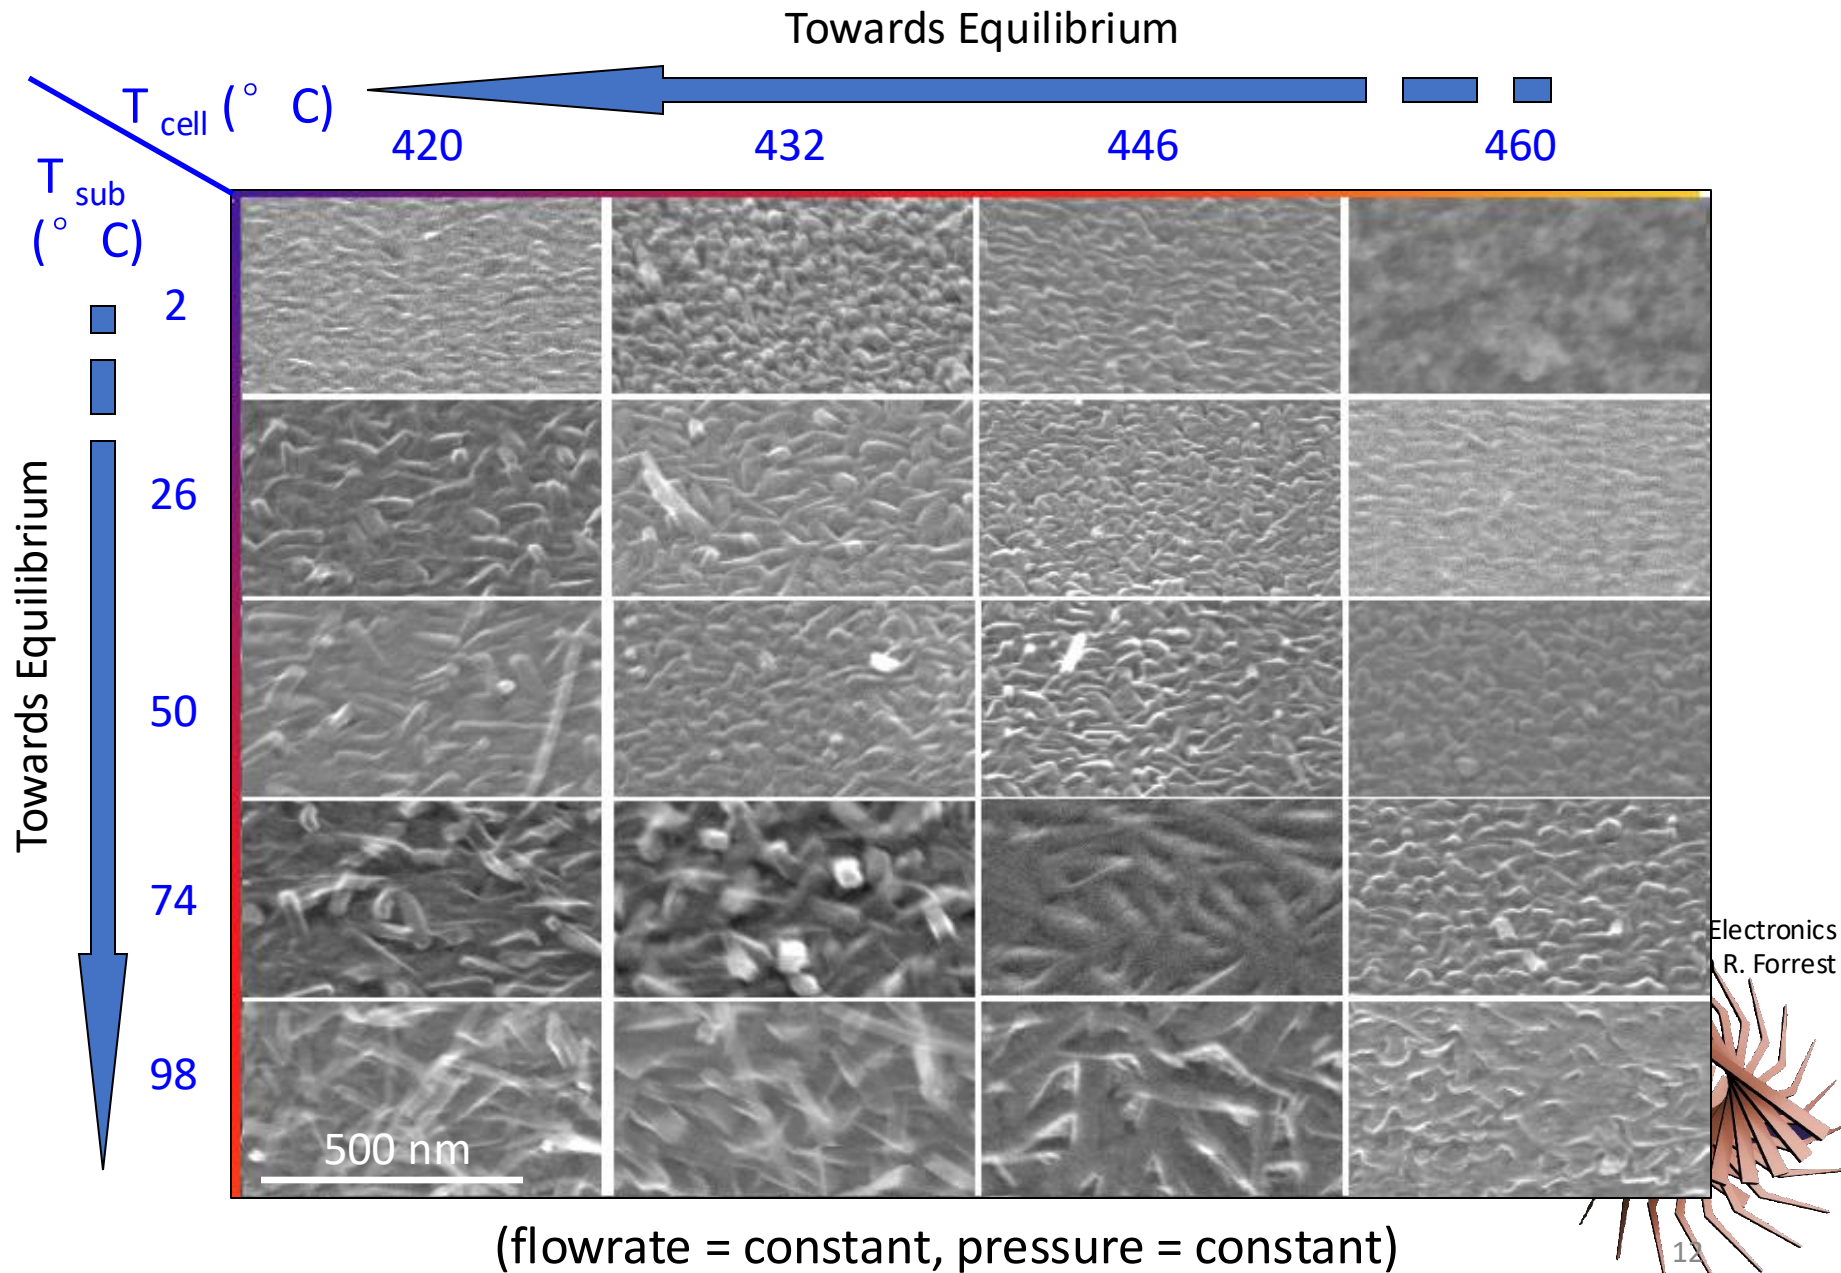 Towards Equilibrium
T cell (° C)
420 432 446 460
T sub
(° C)
2
26
50
74
98
Towards Equilibrium
500 nm
Electronics
R. Forrest
(flowrate = constant, pressure = constant)
12